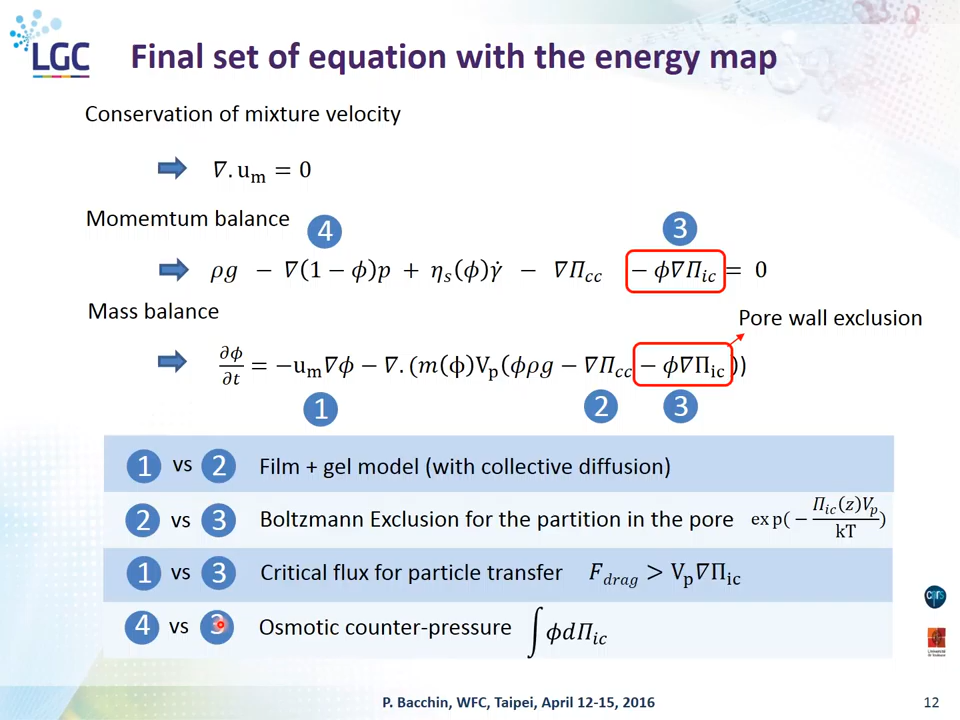 LGC
Final set of equation with the energy map
Conservation of mixture velocity
∇. u_m = 0
Momemtum balance
4
3
ρg − ∇(1 − ϕ)p + η_s(ϕ)γ̇ − ∇Π_cc − ϕ∇Π_ic = 0
Mass balance
Pore wall exclusion
∂ϕ/∂t = −u_m∇ϕ − ∇. (m(ϕ)V_p(ϕρg − ∇Π_cc − ϕ∇Π_ic))
1
2
3
1 vs 2 Film + gel model (with collective diffusion)
2 vs 3 Boltzmann Exclusion for the partition in the pore exp(− Π_ic(z)V_p / kT)
1 vs 3 Critical flux for particle transfer F_drag > V_p∇Π_ic
4 vs 3 Osmotic counter-pressure ∫ϕdΠ_ic
cnrs
P. Bacchin, WFC, Taipei, April 12-15, 2016
12